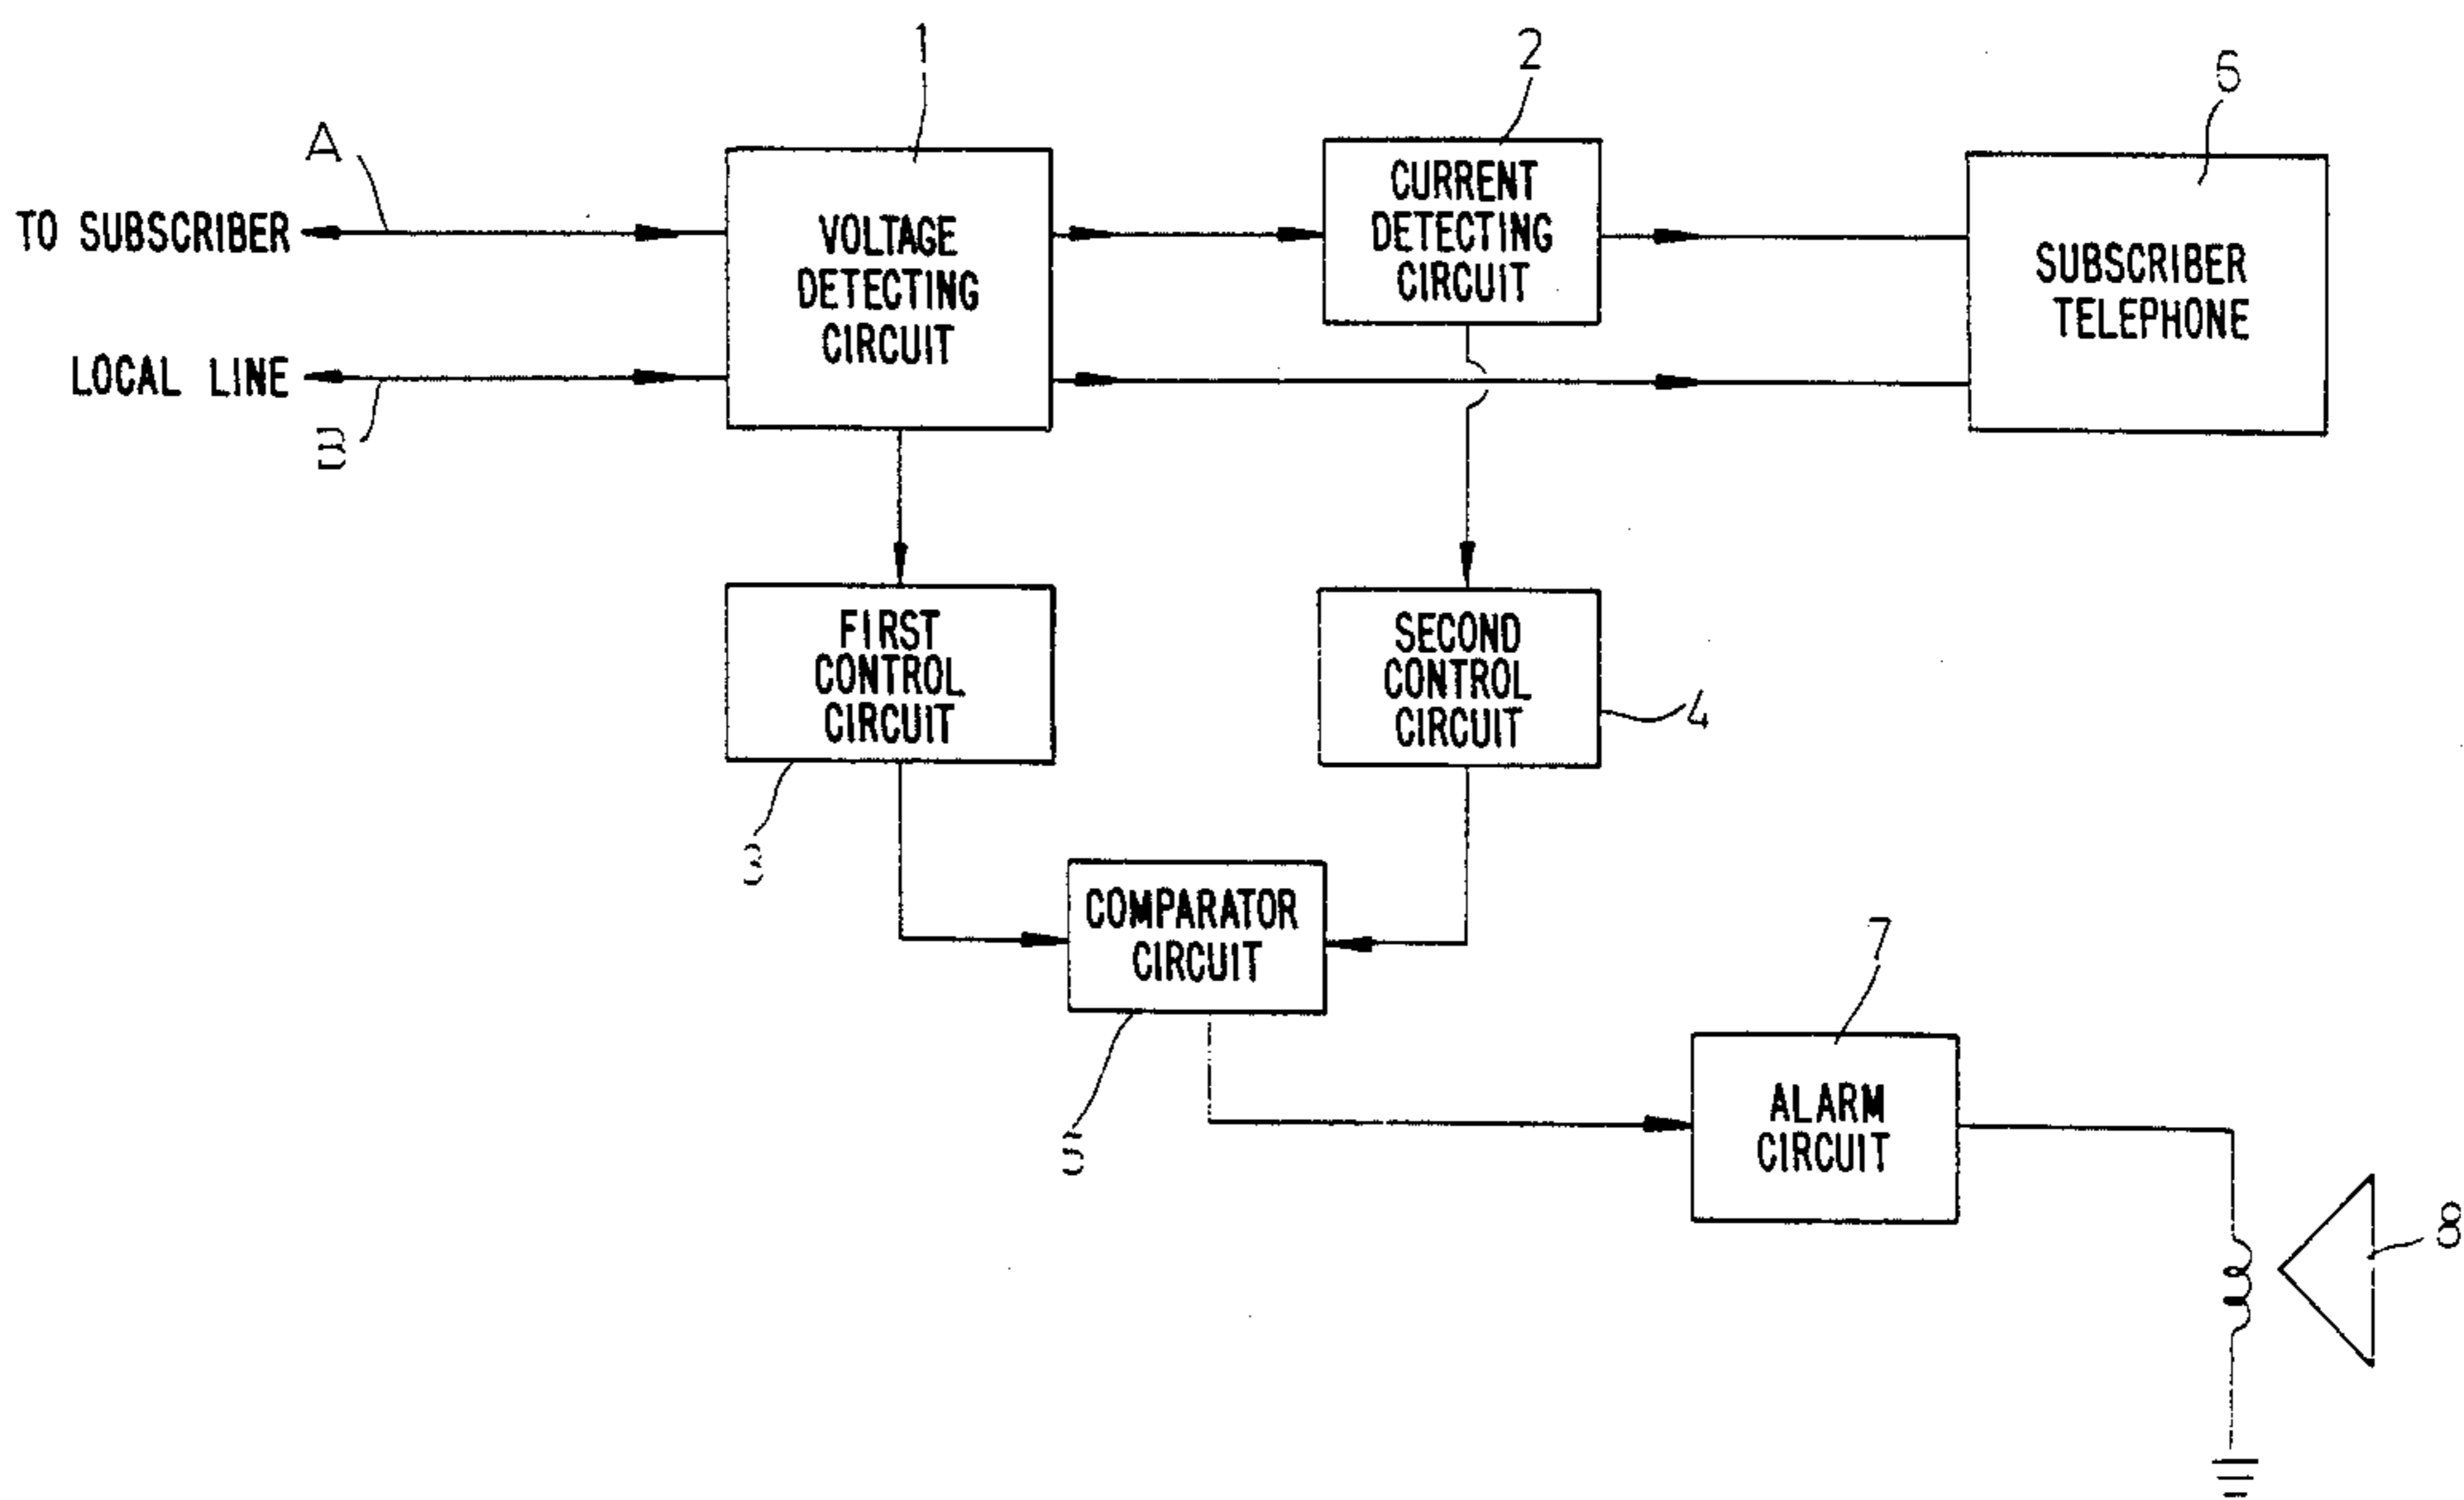 1
2
6
A
TO SUBSCRIBER
VOLTAGE
DETECTING
CIRCUIT
CURRENT
DETECTING
CIRCUIT
SUBSCRIBER
TELEPHONE
LOCAL LINE
B
FIRST
CONTROL
CIRCUIT
SECOND
CONTROL
CIRCUIT
4
3
COMPARATOR
CIRCUIT
7
5
ALARM
CIRCUIT
8